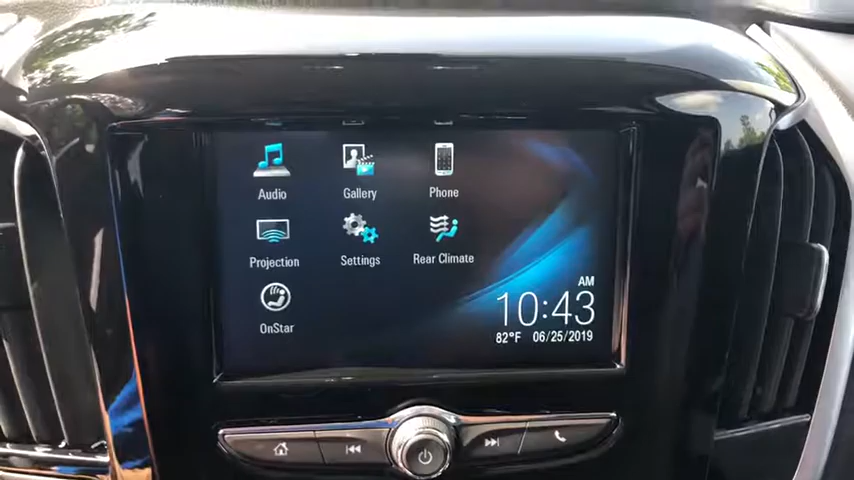 Audio
Gallery
Phone
Projection
Settings
Rear Climate
OnStar
AM
10:43
82°F 06/25/2019